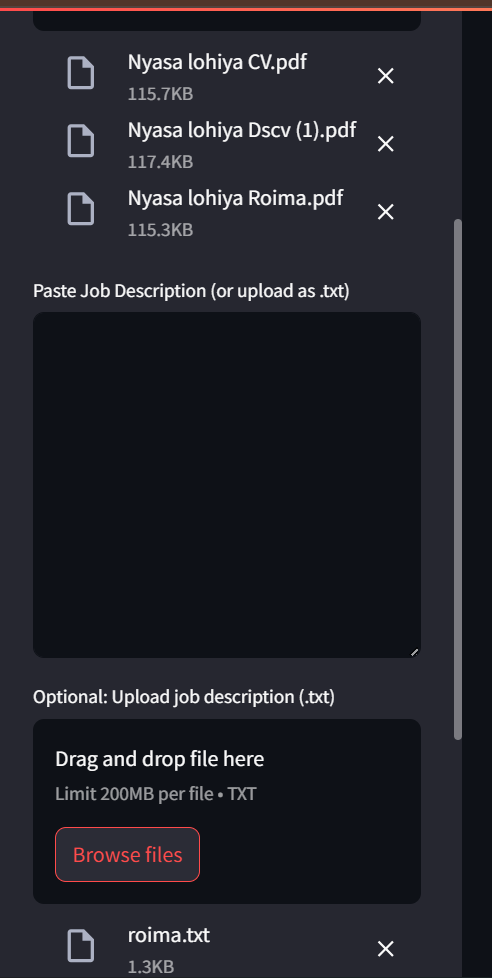 Nyasa lohiya CV.pdf
115.7KB
Nyasa lohiya Dscv (1).pdf
117.4KB
Nyasa lohiya Roima.pdf
115.3KB
Paste Job Description (or upload as .txt)
Optional: Upload job description (.txt)
Drag and drop file here
Limit 200MB per file • TXT
Browse files
roima.txt
1.3KB